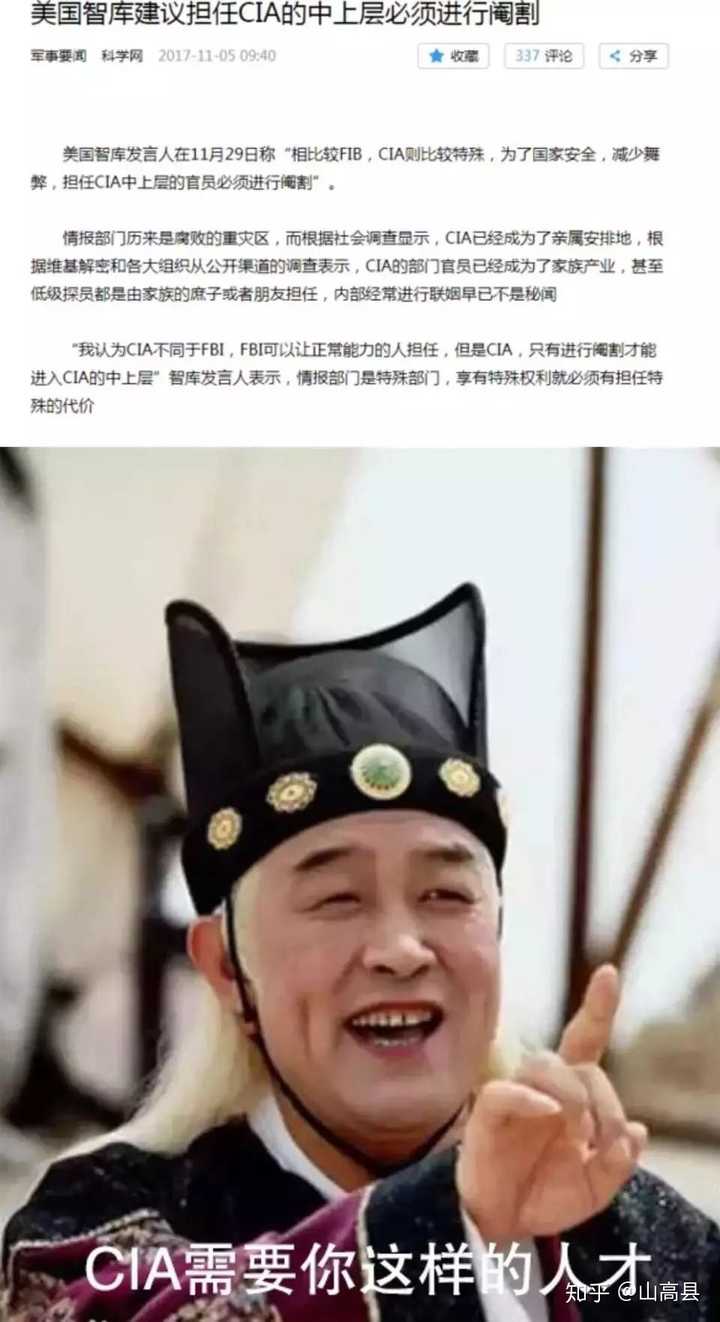 美国智库建议担任CIA的中上层必须进行阉割
军事要闻 科学网 2017-11-05 09:40 收藏 337 评论 分享
美国智库发言人在11月29日称“相比较FIB，CIA则比较特殊，为了国家安全，减少舞
弊，担任CIA中上层的官员必须进行阉割”。
情报部门历来是腐败的重灾区，而根据社会调查显示，CIA已经成为了亲属安排地，根
据维基解密和各大组织从公开渠道的调查表示，CIA的部门官员已经成为了家族产业，甚至
低级探员都是由家族的庶子或者朋友担任，内部经常进行联姻早已不是秘闻
“我认为CIA不同于FBI，FBI可以让正常能力的人担任，但是CIA，只有进行阉割才能
进入CIA的中上层”智库发言人表示，情报部门是特殊部门，享有特殊权利就必须有担任特
殊的代价
CIA需要你这样的人才
知乎 @山高县